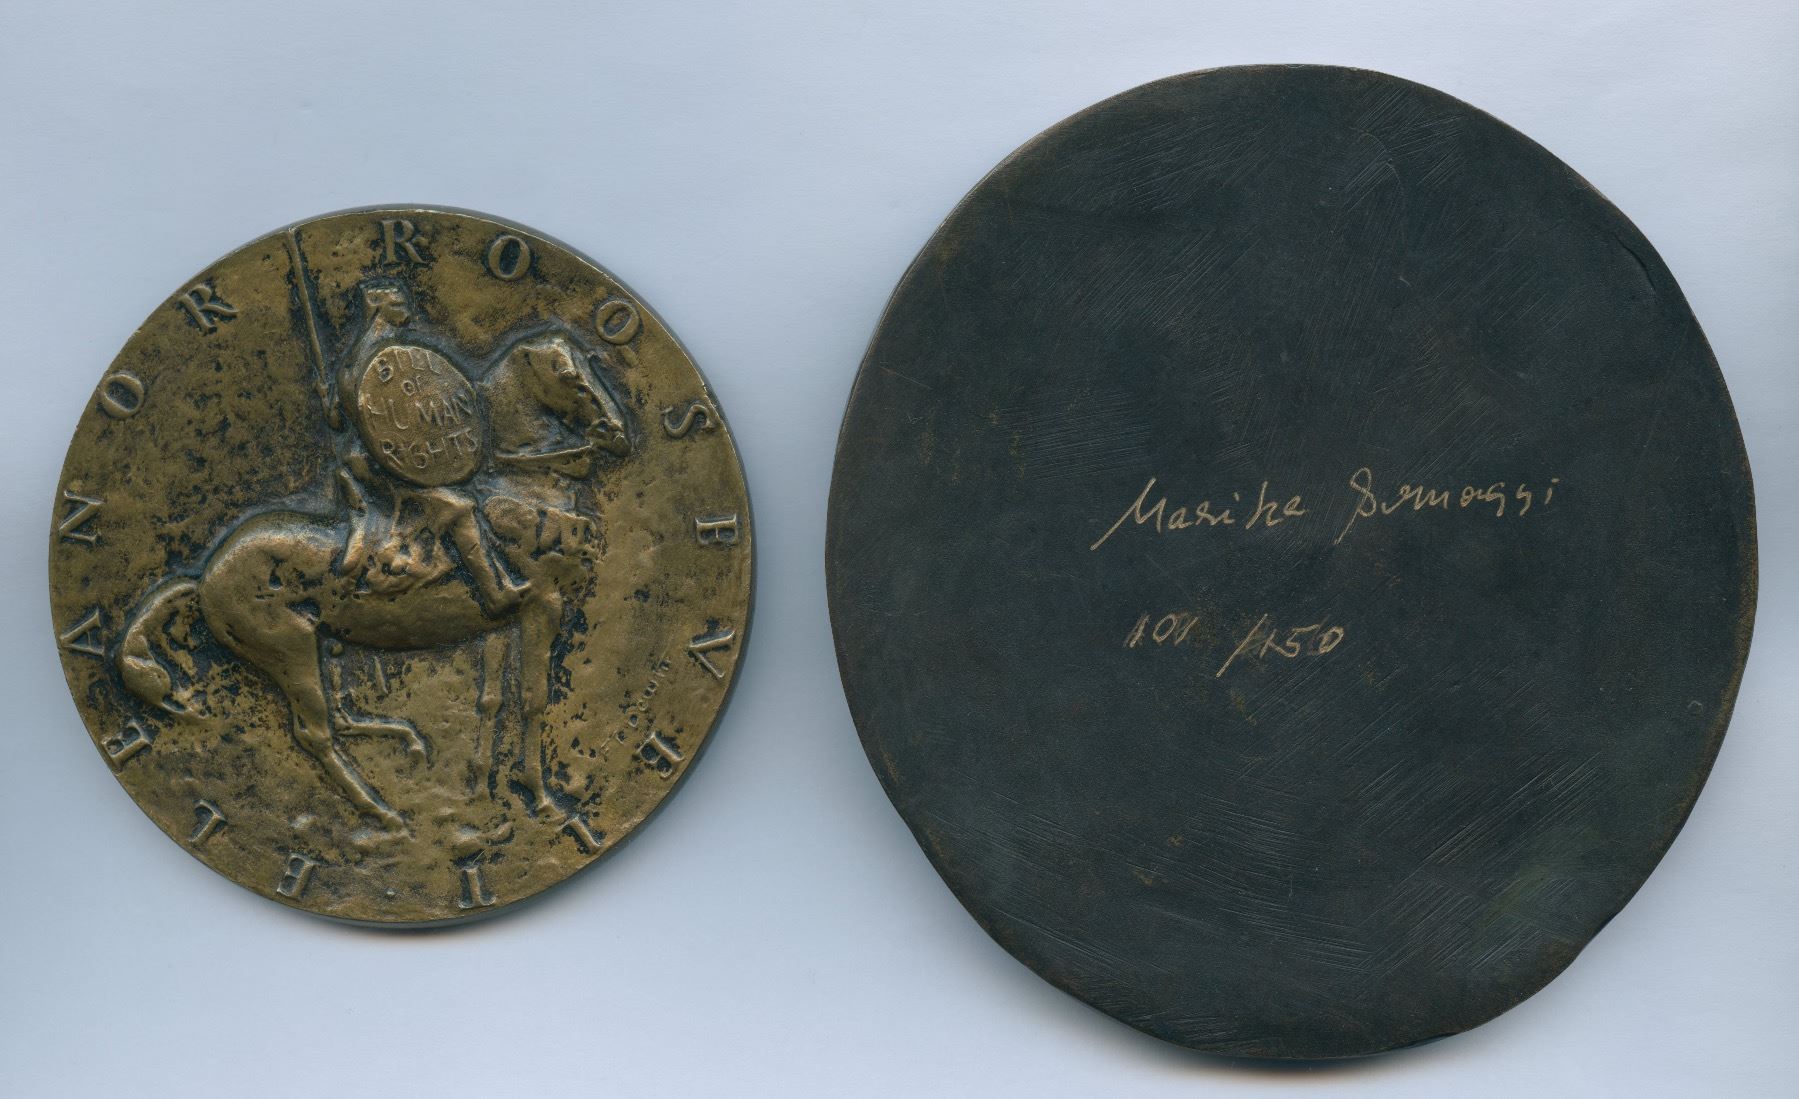 ELEANOR ROOSEVELT
BILL
OF
HUMAN
RIGHTS
Marika Somogyi
101 /150